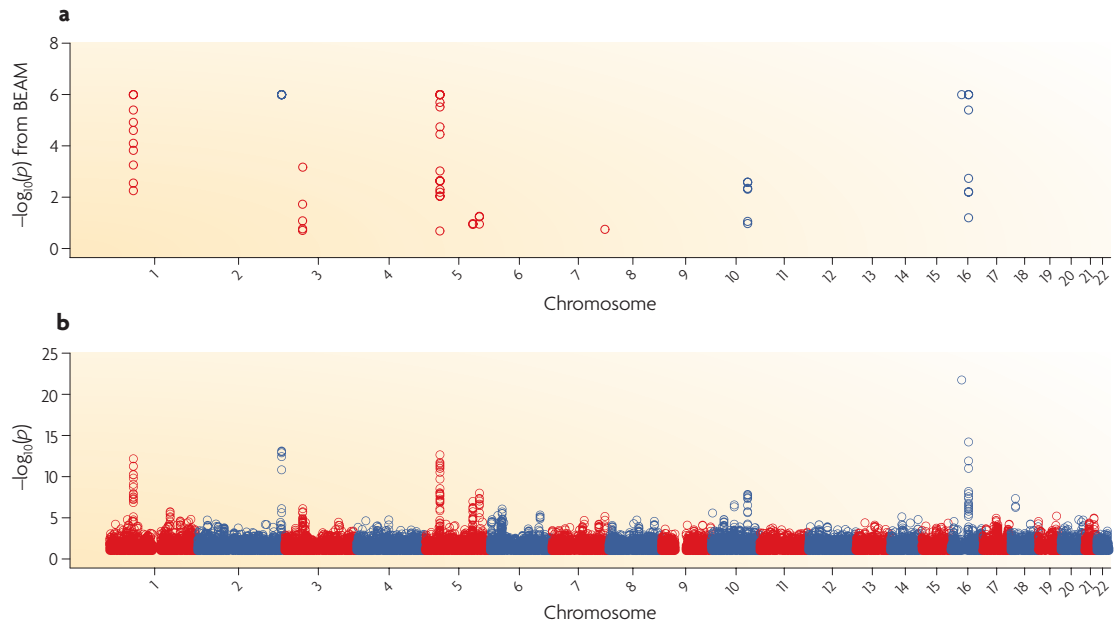 a
–log₁₀(p) from BEAM
8
6
4
2
0
1 2 3 4 5 6 7 8 9 10 11 12 13 14 15 16 17 18 19 20 21 22
Chromosome
b
–log₁₀(p)
25
20
15
10
5
0
1 2 3 4 5 6 7 8 9 10 11 12 13 14 15 16 17 18 19 20 21 22
Chromosome